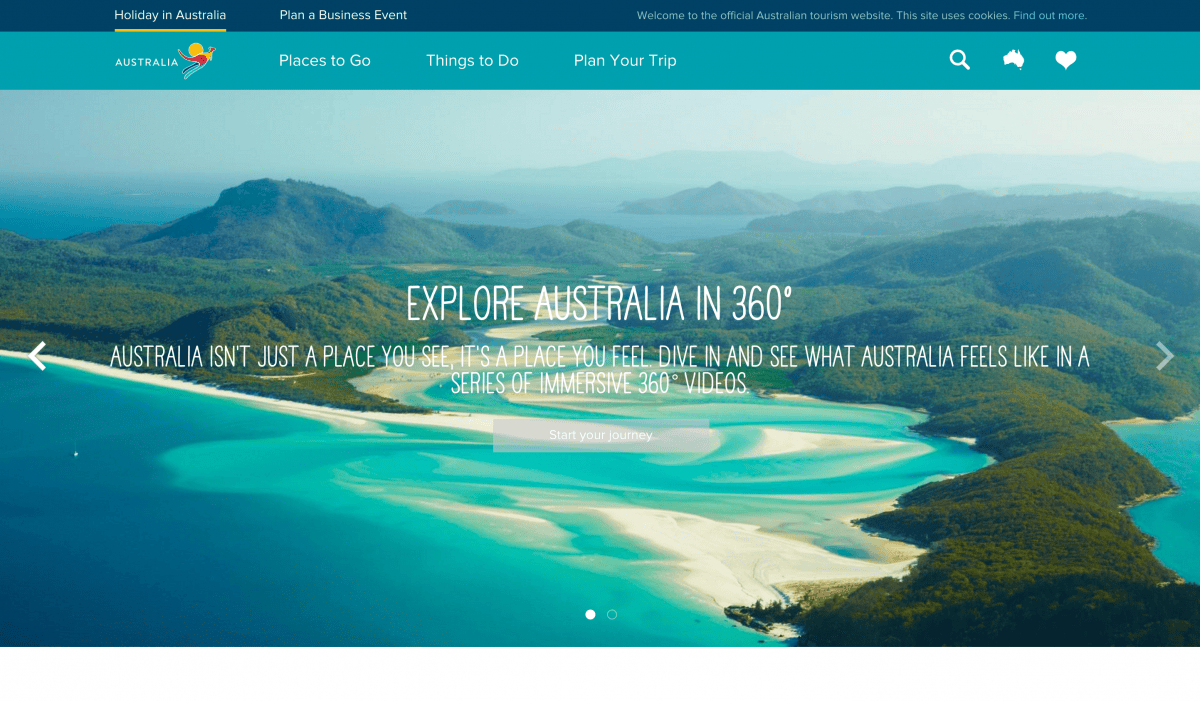 Holiday in Australia
Plan a Business Event
Welcome to the official Australian tourism website. This site uses cookies. Find out more.
AUSTRALIA
Places to Go
Things to Do
Plan Your Trip
EXPLORE AUSTRALIA IN 360°
AUSTRALIA ISN'T JUST A PLACE YOU SEE, IT'S A PLACE YOU FEEL. DIVE IN AND SEE WHAT AUSTRALIA FEELS LIKE IN A
SERIES OF IMMERSIVE 360° VIDEOS.
Start your journey